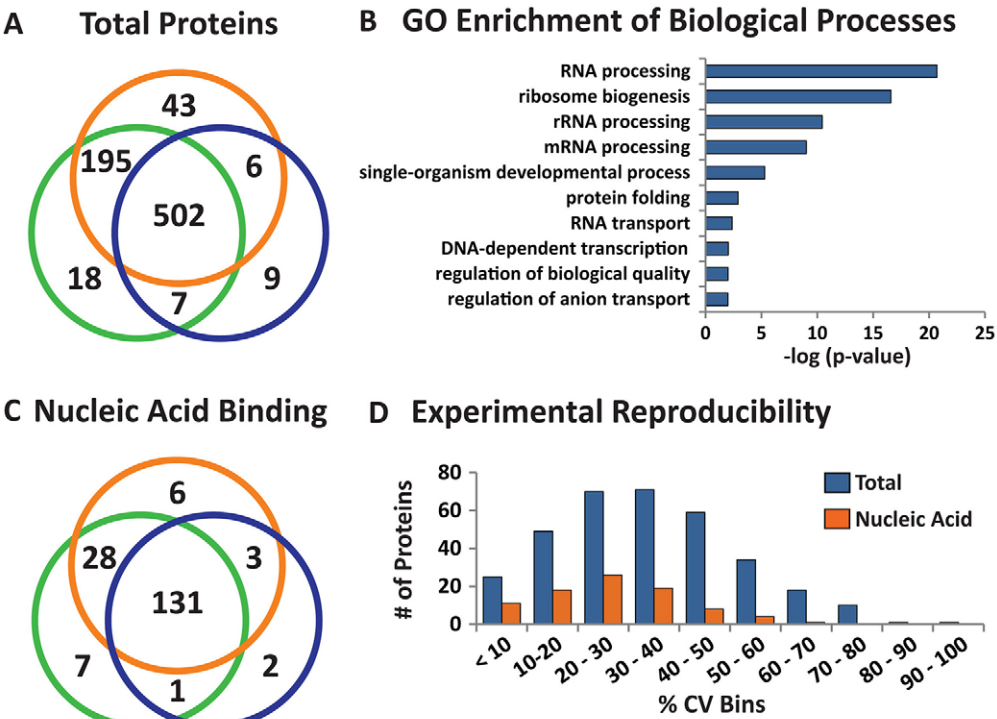 A Total Proteins
43
195
6
502
18
9
7
B GO Enrichment of Biological Processes
RNA processing
ribosome biogenesis
rRNA processing
mRNA processing
single-organism developmental process
protein folding
RNA transport
DNA-dependent transcription
regulation of biological quality
regulation of anion transport
0 5 10 15 20 25
-log (p-value)
C Nucleic Acid Binding
6
28
3
131
7
2
1
D Experimental Reproducibility
# of Proteins
80
60
40
20
0
Total
Nucleic Acid
< 10 10-20 20 - 30 30 - 40 40 - 50 50 - 60 60 - 70 70 - 80 80 - 90 90 - 100
% CV Bins